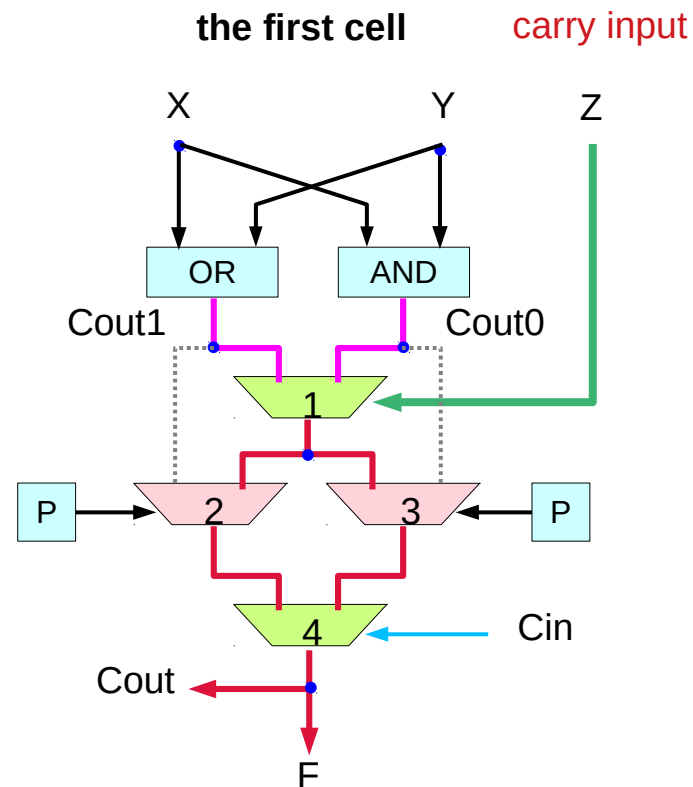 the first cell
carry input
X
Y
Z
OR
AND
Cout1
Cout0
1
P
2
3
P
4
Cin
Cout
F